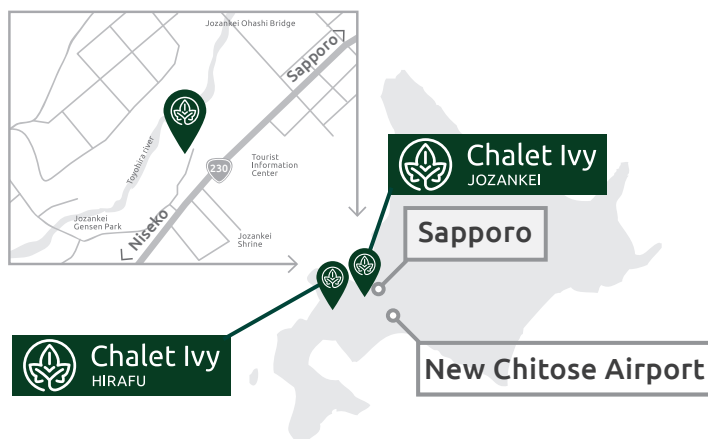 Jozankei Ohashi Bridge
Sapporo
Toyohira river
230
Tourist
Information
Center
Jozankei
Gensen Park
Niseko
Jozankei
Shrine
Chalet Ivy
JOZANKEI
Sapporo
Chalet Ivy
HIRAFU
New Chitose Airport